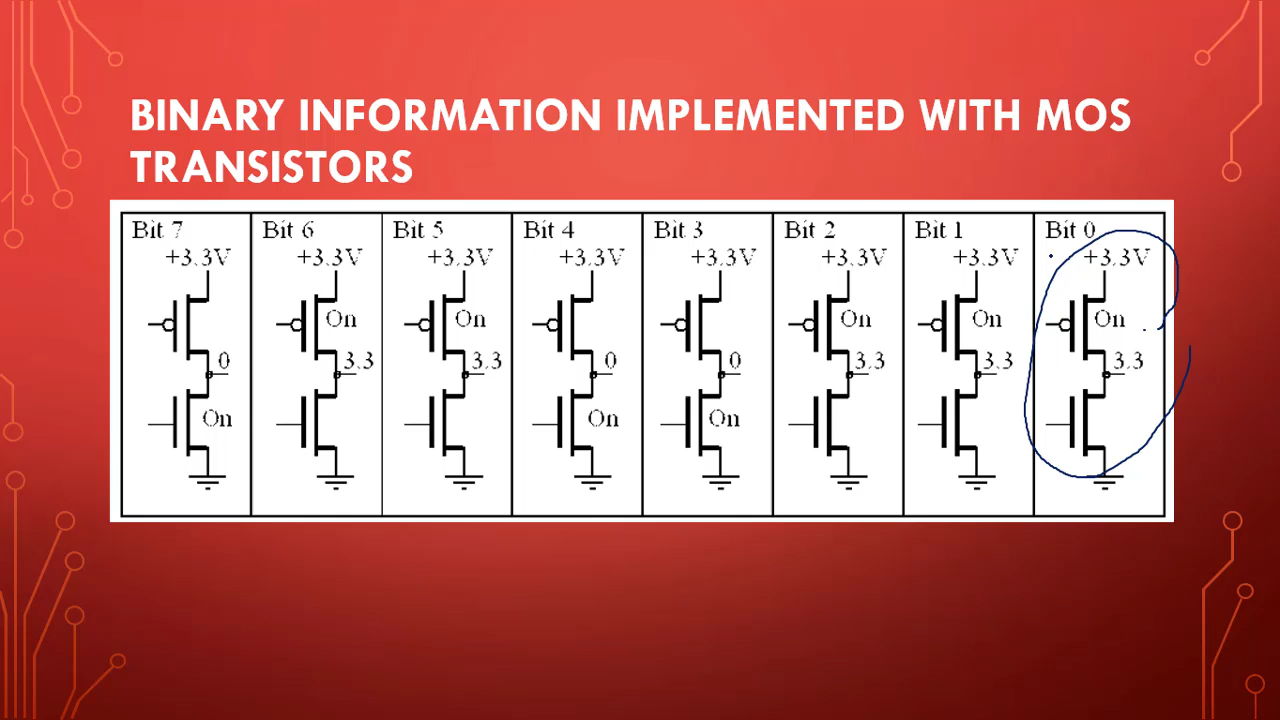 BINARY INFORMATION IMPLEMENTED WITH MOS
TRANSISTORS
Bit 7 Bit 6 Bit 5 Bit 4 Bit 3 Bit 2 Bit 1 Bit 0
+3.3V +3.3V +3.3V +3.3V +3.3V +3.3V +3.3V +3.3V
On On On On On
0 3.3 3.3 0 0 3.3 3.3 3.3
On On On